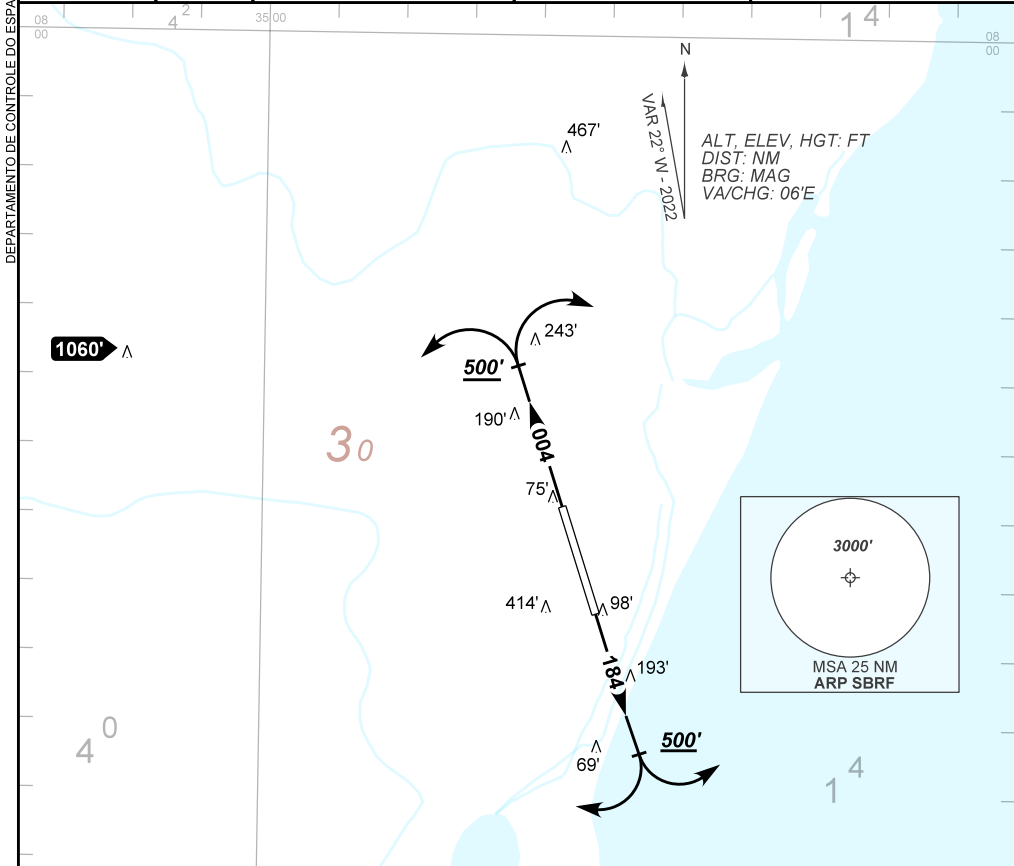 DEPARTAMENTO DE CONTROLE DO ESPA
08
00
4 2
35 00
1 4
08
00
N
VAR 22° W - 2022
467'
ALT, ELEV, HGT: FT
DIST: NM
BRG: MAG
VA/CHG: 06'E
243'
1060'
500'
190'
004
30
75'
3000'
414'
98'
184
193'
MSA 25 NM
ARP SBRF
4 0
500'
69'
1 4